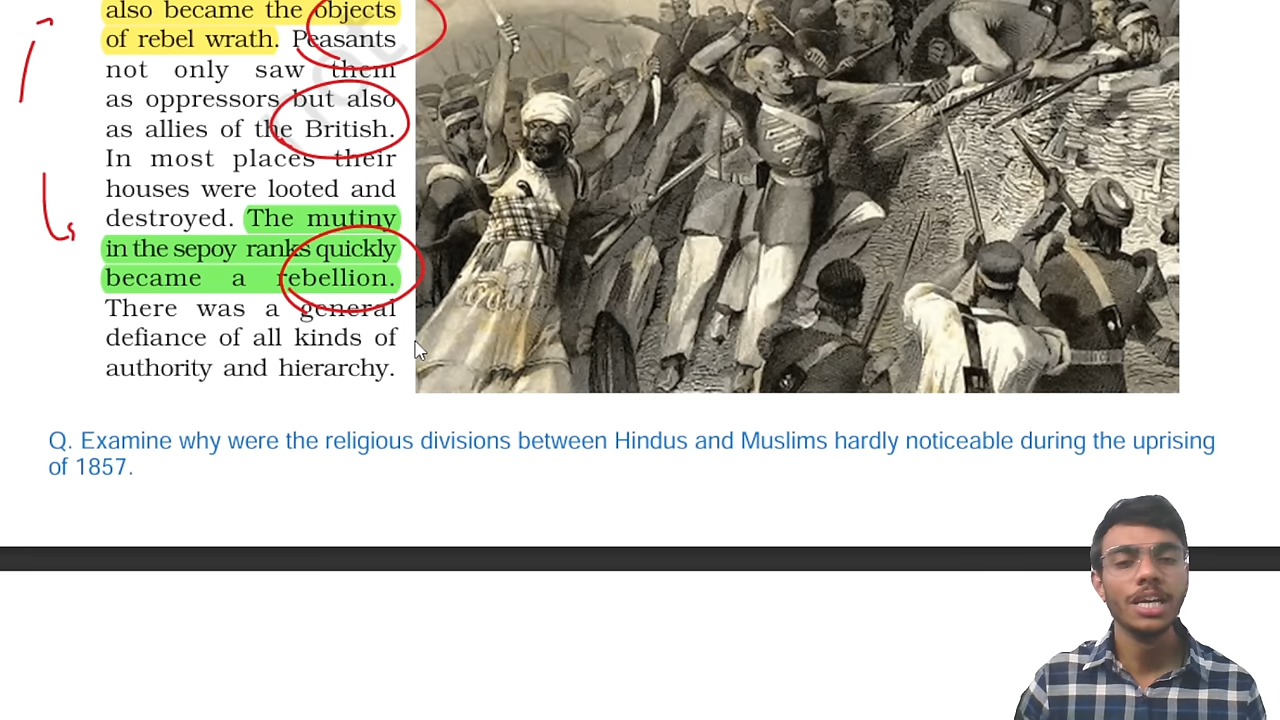 also became the objects
of rebel wrath. Peasants
not only saw them
as oppressors but also
as allies of the British.
In most places their
houses were looted and
destroyed. The mutiny
in the sepoy ranks quickly
became a rebellion.
There was a general
defiance of all kinds of
authority and hierarchy.
Q. Examine why were the religious divisions between Hindus and Muslims hardly noticeable during the uprising
of 1857.